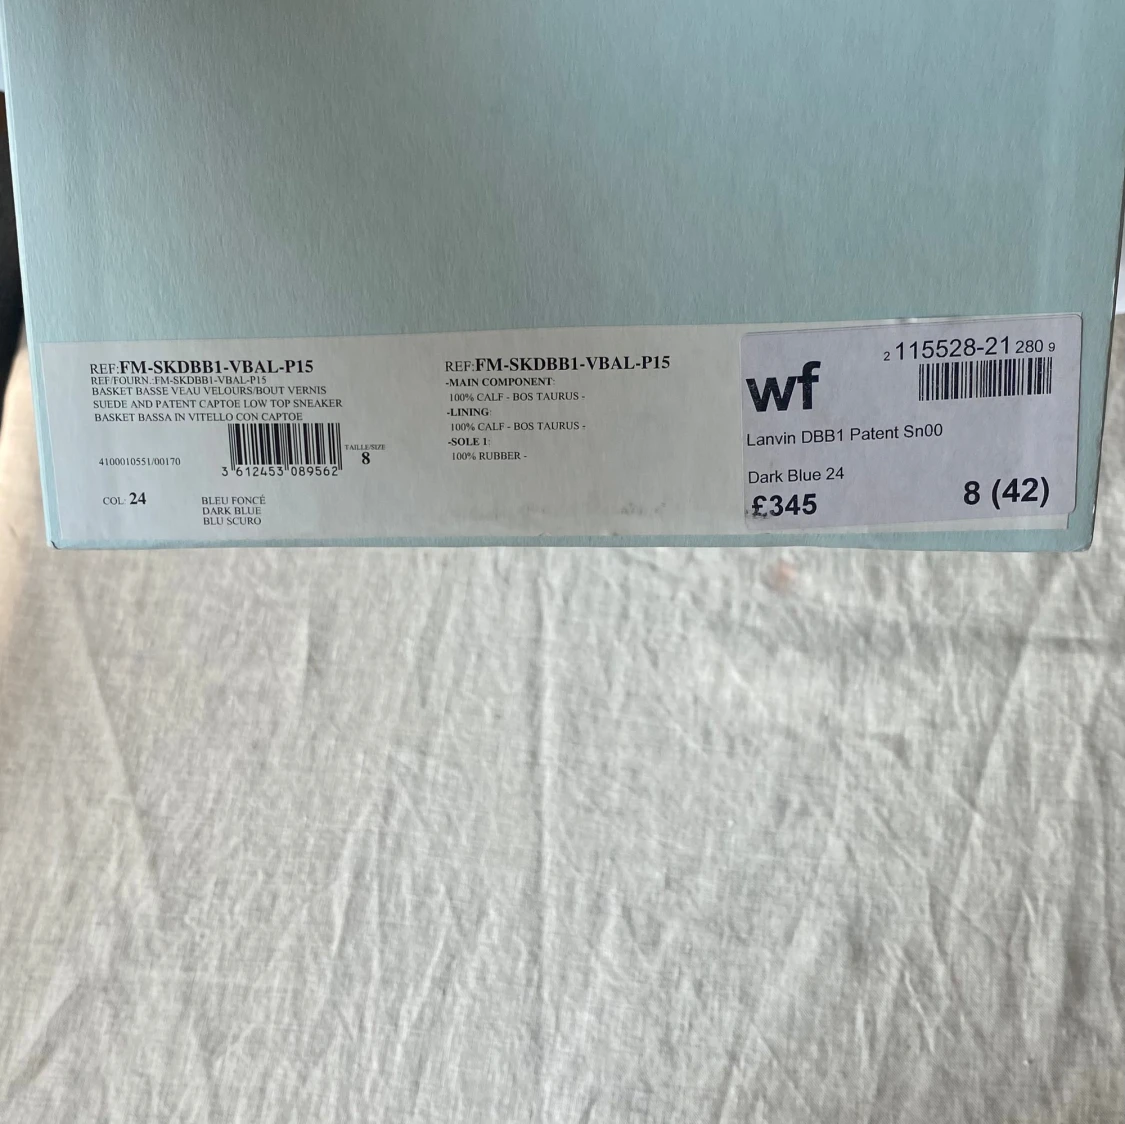 REF:FM-SKDBB1-VBAL-P15
REF/FOURN.:FM-SKDBB1-VBAL-P15
BASKET BASSE VEAU VELOURS/BOUT VERNIS
SUEDE AND PATENT CAPTOE LOW TOP SNEAKER
BASKET BASSA IN VITELLO CON CAPTOE
4100010551/00170
3 612453 089562
TAILLE/SIZE
8
COL: 24
BLEU FONCÉ
DARK BLUE
BLU SCURO
REF:FM-SKDBB1-VBAL-P15
-MAIN COMPONENT:
100% CALF - BOS TAURUS -
-LINING:
100% CALF - BOS TAURUS -
-SOLE 1:
100% RUBBER -
wf
2 115528-21 280 9
Lanvin DBB1 Patent Sn00
Dark Blue 24
£345
8 (42)